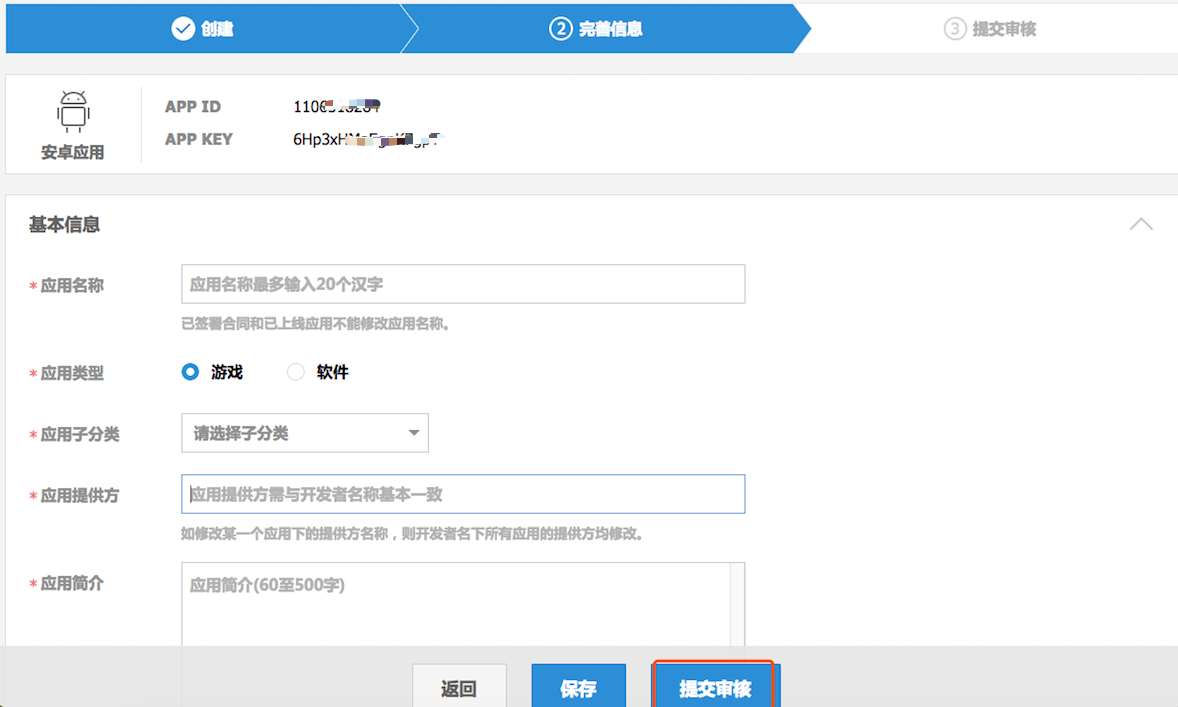 创建
2 完善信息
3 提交审核
安卓应用
APP ID
APP KEY
基本信息
*应用名称
应用名称最多输入20个汉字
已签署合同和已上线应用不能修改应用名称。
*应用类型 游戏 软件
*应用子分类 请选择子分类
*应用提供方 应用提供方需与开发者名称基本一致
如修改某一个应用下的提供方名称，则开发者名下所有应用的提供方均修改。
*应用简介 应用简介(60至500字)
返回 保存 提交审核